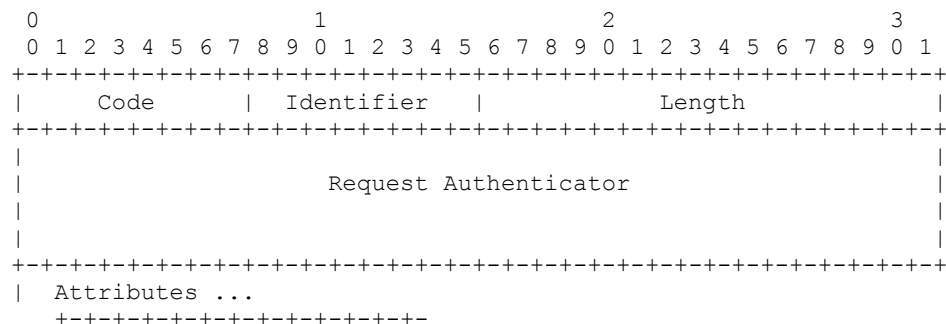 0                   1                   2                   3
 0 1 2 3 4 5 6 7 8 9 0 1 2 3 4 5 6 7 8 9 0 1 2 3 4 5 6 7 8 9 0 1
+-+-+-+-+-+-+-+-+-+-+-+-+-+-+-+-+-+-+-+-+-+-+-+-+-+-+-+-+-+-+-+-+
|     Code      |  Identifier   |            Length             |
+-+-+-+-+-+-+-+-+-+-+-+-+-+-+-+-+-+-+-+-+-+-+-+-+-+-+-+-+-+-+-+-+
|                                                               |
|                     Request Authenticator                     |
|                                                               |
|                                                               |
+-+-+-+-+-+-+-+-+-+-+-+-+-+-+-+-+-+-+-+-+-+-+-+-+-+-+-+-+-+-+-+-+
|  Attributes ...
   +-+-+-+-+-+-+-+-+-+-+-+-+-